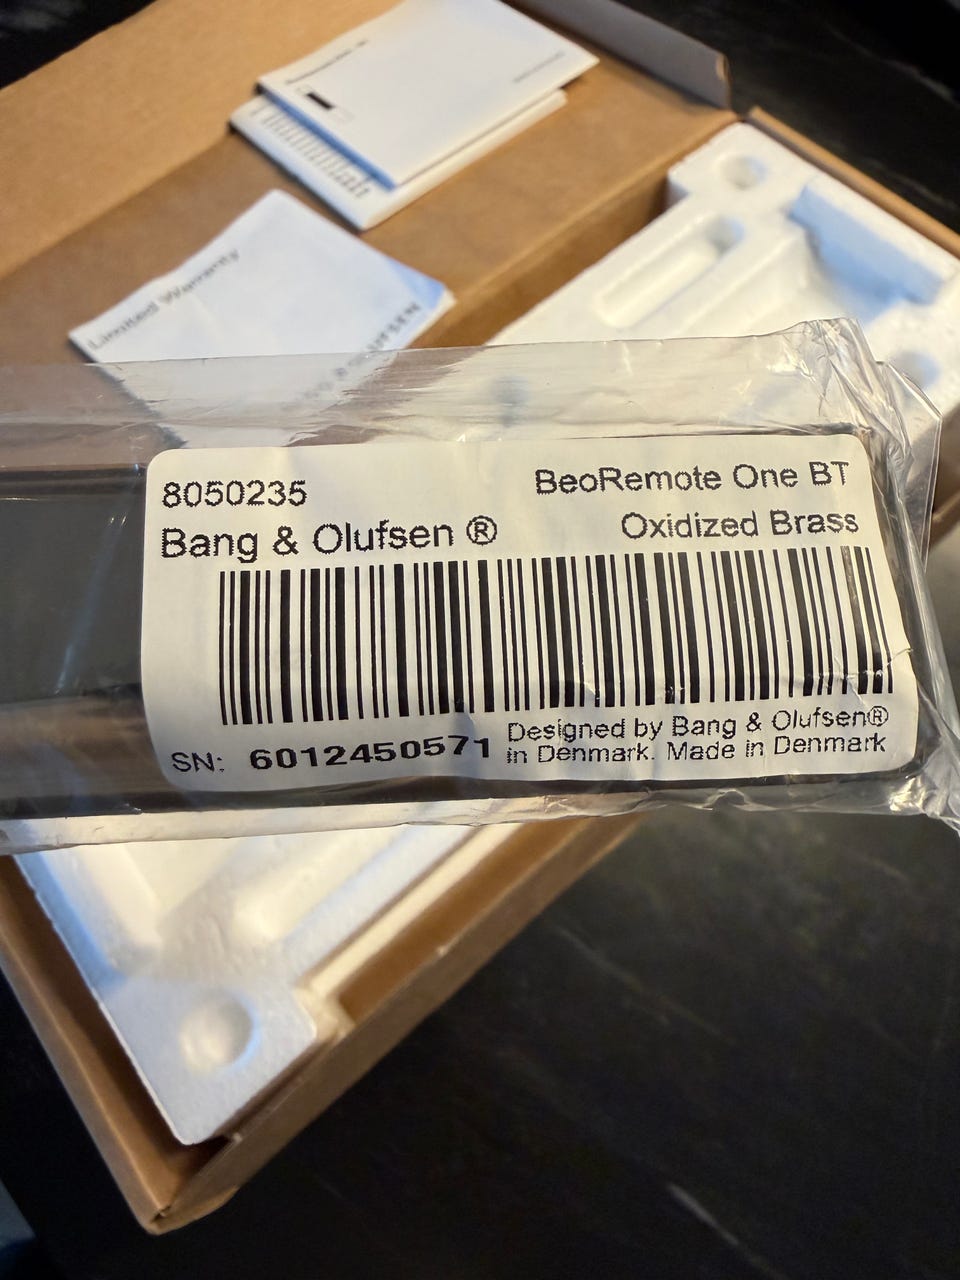 Limited Warranty
8050235
BeoRemote One BT
Bang & Olufsen ®
Oxidized Brass
SN: 6012450571
Designed by Bang & Olufsen®
in Denmark. Made in Denmark